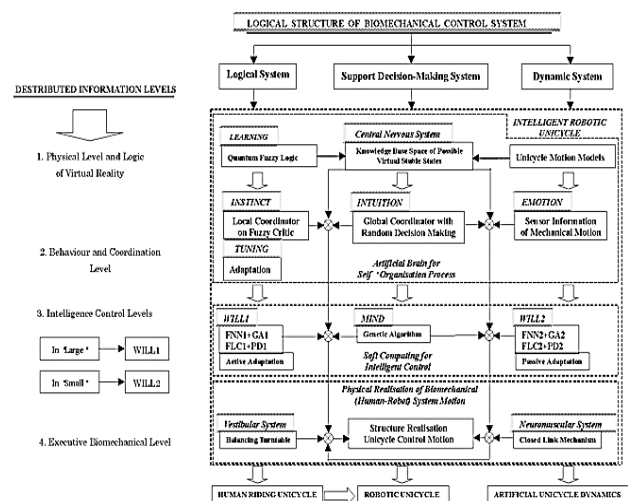 LOGICAL STRUCTURE OF BIOMECHANICAL CONTROL SYSTEM
Logical System
Support Decision-Making System
Dynamic System
DESTRIBUTED INFORMATION LEVELS
1. Physical Level and Logic
of Virtual Reality
2. Behaviour and Coordination
Level
3. Intelligence Control Levels
In "Large"
WILL1
In "Small"
WILL2
4. Executive Biomechanical Level
INTELLIGENT ROBOTIC
UNICYCLE
LEARNING
Quantum Fuzzy Logic
Central Nervous System
Knowledge Base Space of Possible
Virtual Stable States
Unicycle Motion Models
INSTINCT
Local Coordinator
on Fuzzy Critic
INTUITION
Global Coordinator with
Random Decision Making
EMOTION
Sensor Information
of Mechanical Motion
TUNING
Adaptation
Artificial Brain for
Self-Organisation Process
WILL1
FNN1+GA1
FLC1+PD1
Active Adaptation
MIND
Genetic Algorithm
WILL2
FNN2+GA2
FLC2+PD2
Passive Adaptation
Soft Computing for
Intelligent Control
Physical Realisation of Biomechanical
(Human-Robot) System Motion
Vestibular System
Balancing Turntable
Structure Realisation
Unicycle Control Motion
Neuromuscular System
Closed Link Mechanism
HUMAN RIDING UNICYCLE
ROBOTIC UNICYCLE
ARTIFICIAL UNICYCLE DYNAMICS